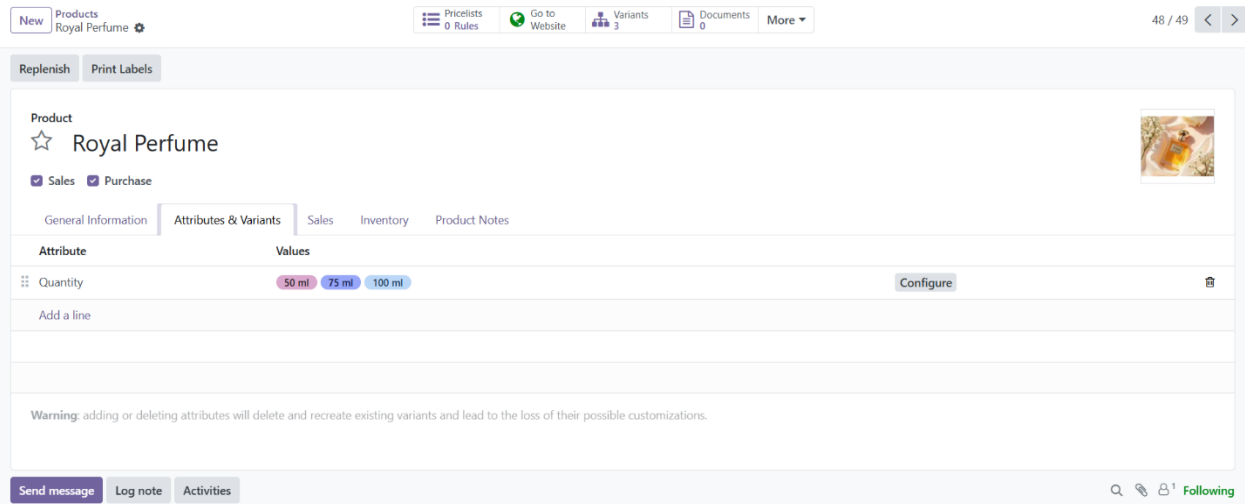 New Products Pricelists Go to Variants Documents More 48 / 49
Royal Perfume 0 Rules Website 3 0
Replenish Print Labels
Product
Royal Perfume
Sales Purchase
General Information Attributes & Variants Sales Inventory Product Notes
Attribute Values
Quantity 50 ml 75 ml 100 ml Configure
Add a line
Warning: adding or deleting attributes will delete and recreate existing variants and lead to the loss of their possible customizations.
Send message Log note Activities 1 Following